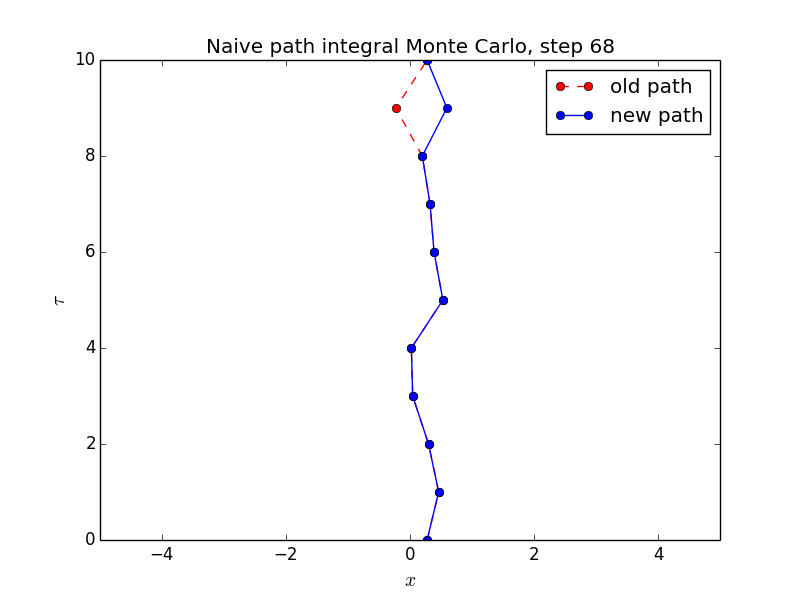 Naive path integral Monte Carlo, step 68
10
8
6
4
2
0
τ
−4
−2
0
2
4
x
old path
new path